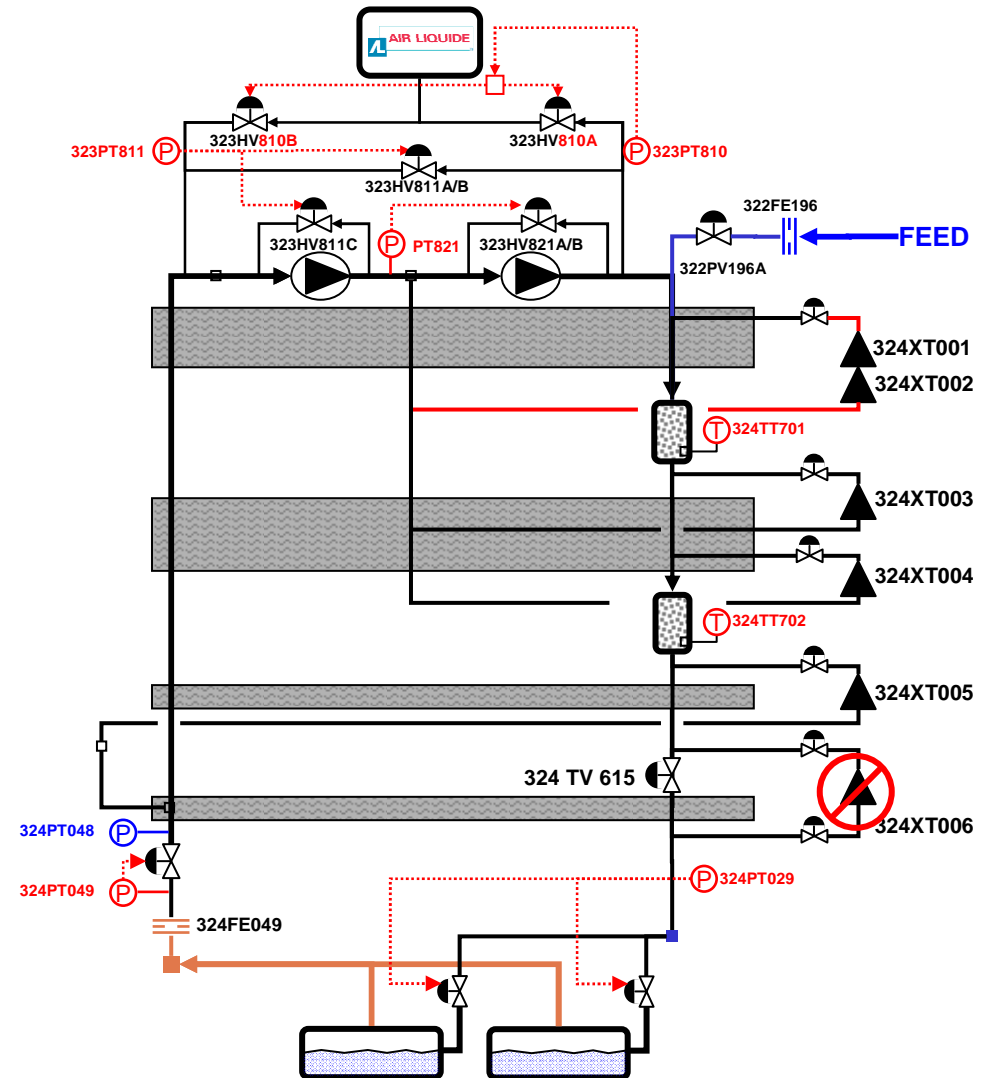 AIR LIQUIDE
AL
323HV810B
323HV810A
323PT811
P
P
323PT810
323HV811A/B
322FE196
FEED
P
PT821
323HV811C
323HV821A/B
322PV196A
324XT001
324XT002
T
324TT701
324XT003
324XT004
T
324TT702
324XT005
324 TV 615
324XT006
324PT048
P
324PT049
P
P
324PT029
324FE049